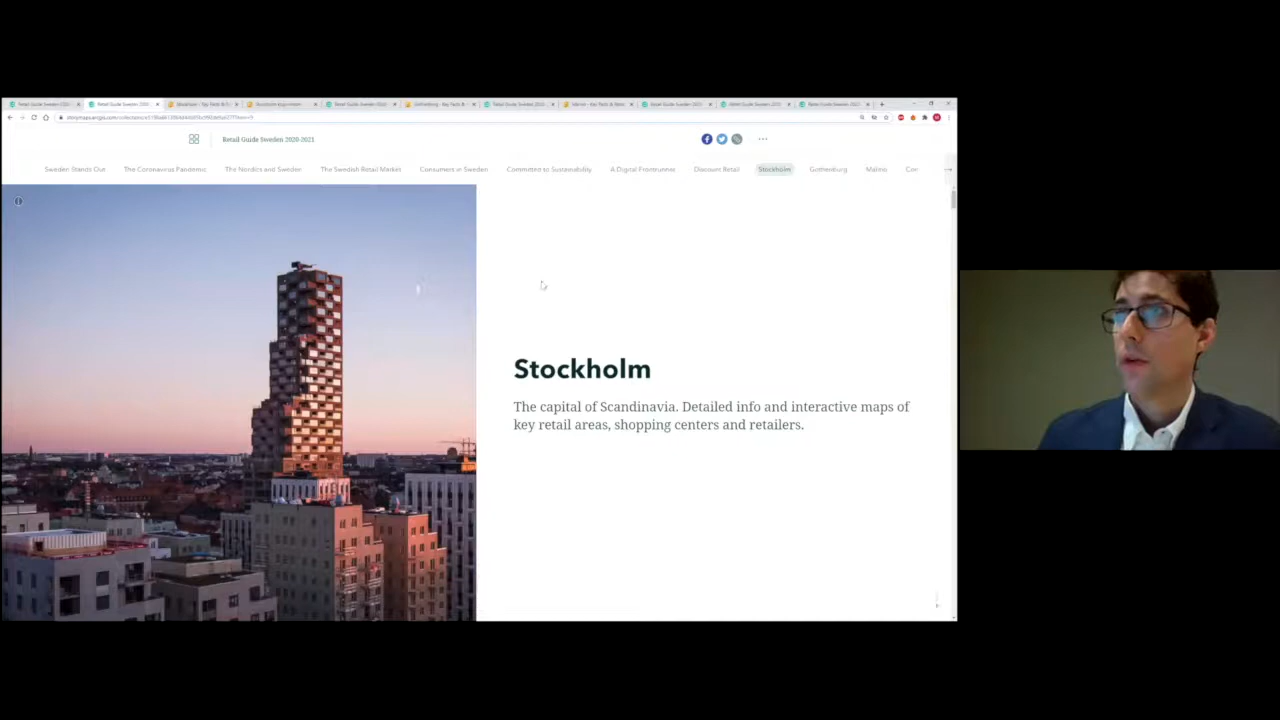 Retail Guide Sweden 2020-2021
Sweden Stands Out The Coronavirus Pandemic The Nordics and Sweden The Swedish Retail Market Consumers in Sweden Committed to Sustainability A Digital Frontrunner Discount Retail Stockholm Gothenburg Malmö Cor
Stockholm
The capital of Scandinavia. Detailed info and interactive maps of
key retail areas, shopping centers and retailers.